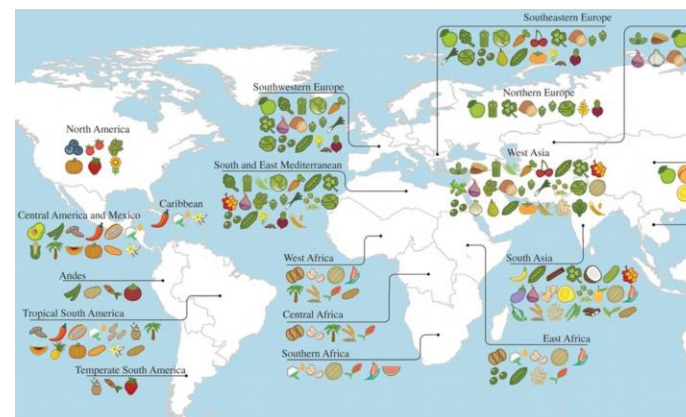 Southeastern Europe
Southwestern Europe
Northern Europe
North America
South and East Mediterranean
West Asia
Caribbean
Central America and Mexico
West Africa
South Asia
Andes
Tropical South America
Central Africa
East Africa
Southern Africa
Temperate South America